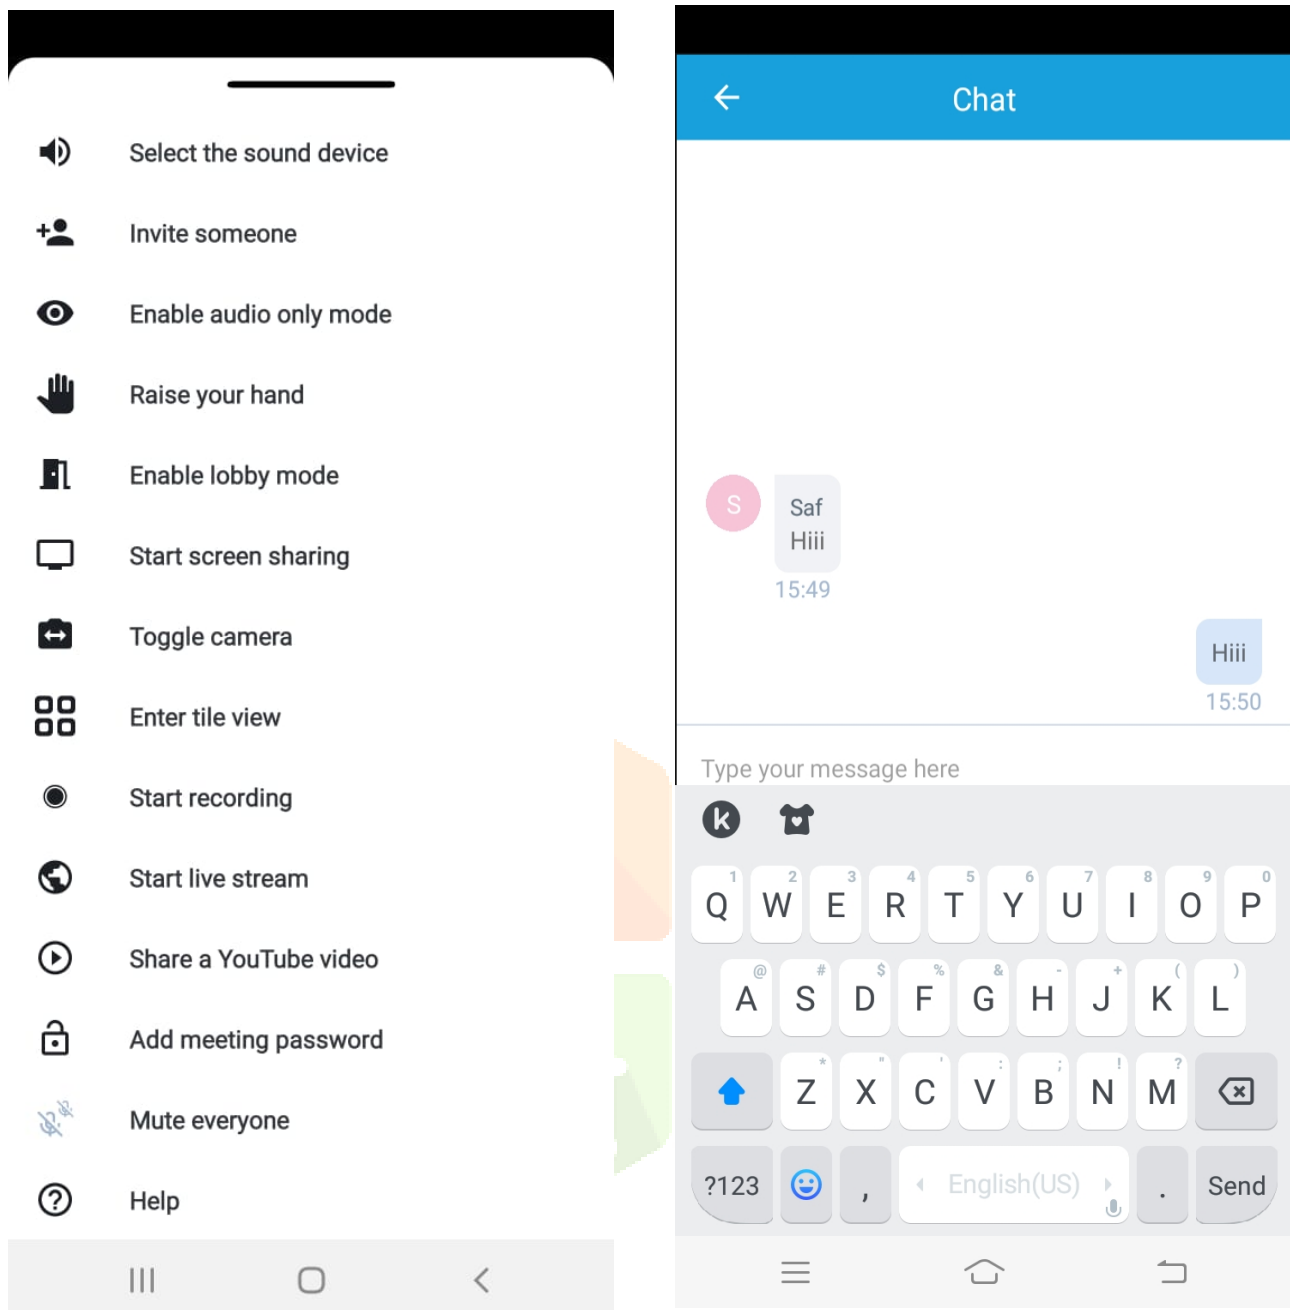 Select the sound device
Invite someone
Enable audio only mode
Raise your hand
Enable lobby mode
Start screen sharing
Toggle camera
Enter tile view
Start recording
Start live stream
Share a YouTube video
Add meeting password
Mute everyone
Help
Chat
S
Saf
Hiii
15:49
Hiii
15:50
Type your message here
k
1 2 3 4 5 6 7 8 9 0
Q W E R T Y U I O P
@ # $ % & - + ( )
A S D F G H J K L
* " ' : ; ! ?
Z X C V B N M
?123 , English(US) . Send